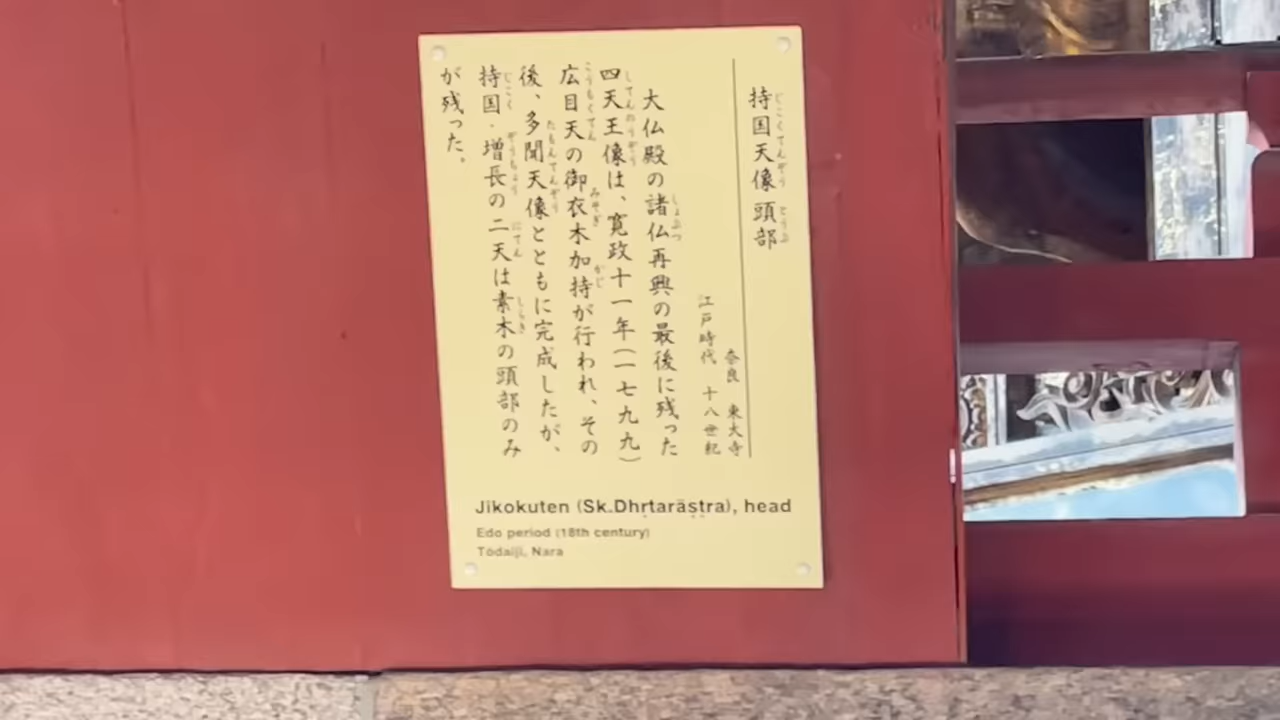 持国天像 頭部
奈良 東大寺
江戸時代 十八世紀
大仏殿の諸仏再興の最後に残った
四天王像は、寛政十一年(一七九九)
広目天の御衣木加持が行われ、その
後、多聞天像とともに完成したが、
持国・増長の二天は素木の頭部のみ
が残った。
Jikokuten (Sk.Dhṛtarāṣṭra), head
Edo period (18th century)
Tōdaiji, Nara